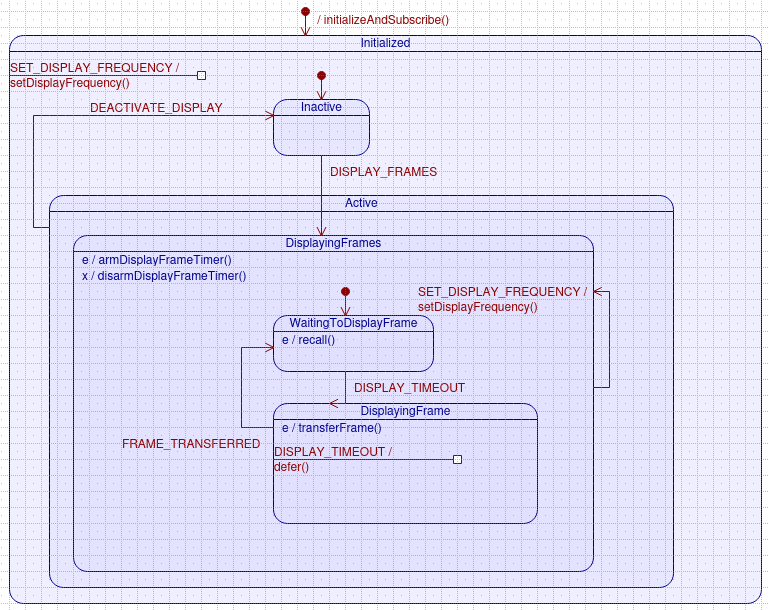 / initializeAndSubscribe()
Initialized
SET_DISPLAY_FREQUENCY /
setDisplayFrequency()
DEACTIVATE_DISPLAY
Inactive
DISPLAY_FRAMES
Active
DisplayingFrames
e / armDisplayFrameTimer()
x / disarmDisplayFrameTimer()
SET_DISPLAY_FREQUENCY /
setDisplayFrequency()
WaitingToDisplayFrame
e / recall()
DISPLAY_TIMEOUT
DisplayingFrame
e / transferFrame()
FRAME_TRANSFERRED
DISPLAY_TIMEOUT /
defer()